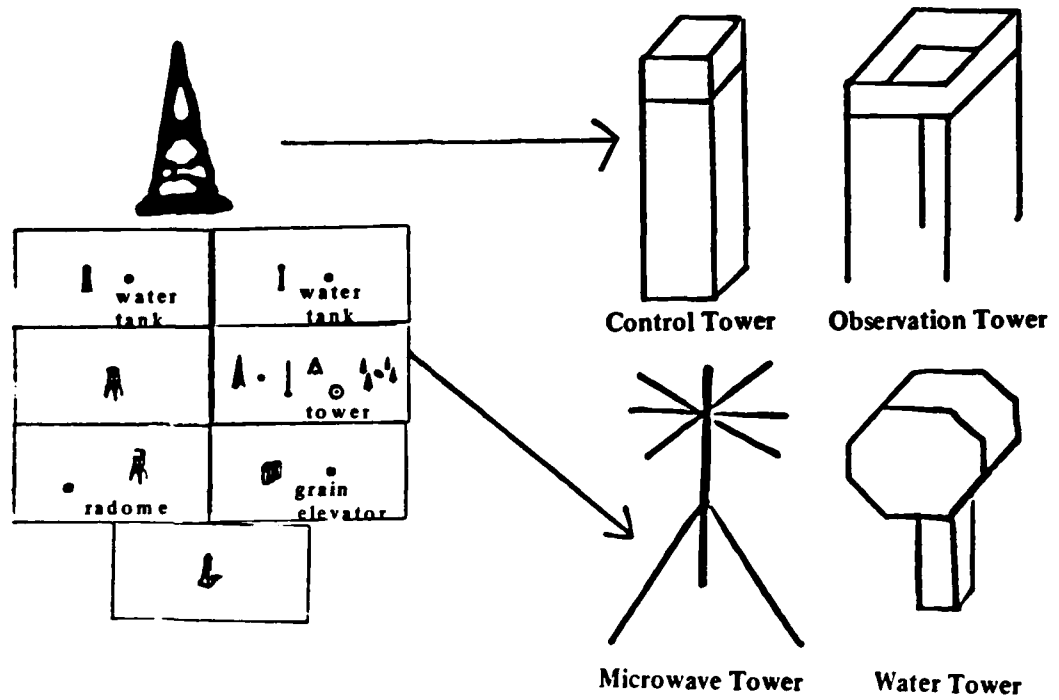 Control Tower
Observation Tower
water
tank
water
tank
tower
radome
grain
elevator
Microwave Tower
Water Tower